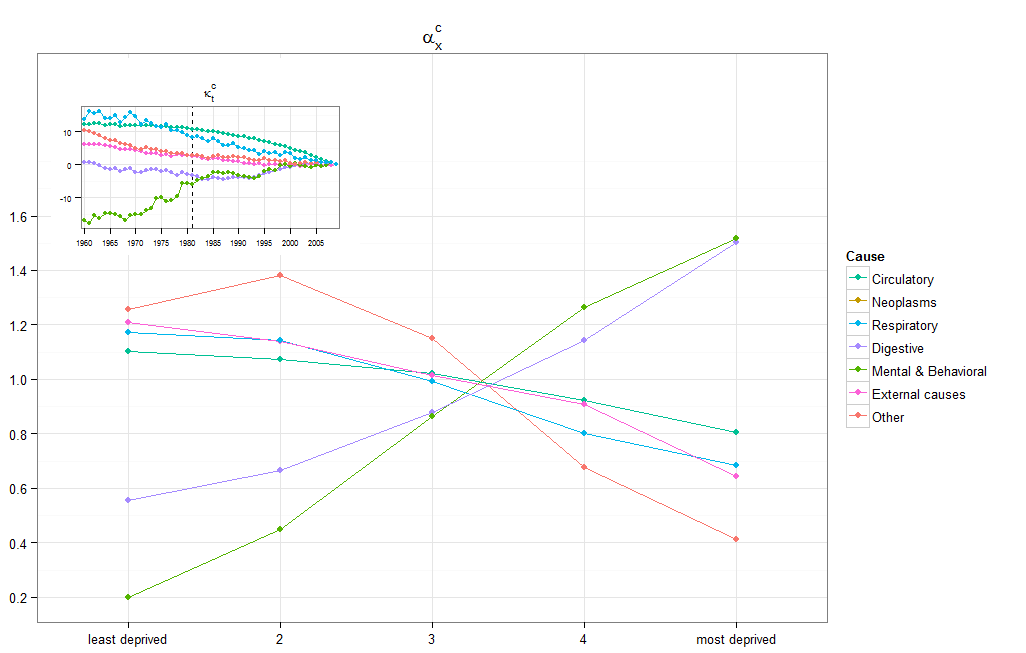 α_x^c
κ_t^c
10
0
-10
1960 1965 1970 1975 1980 1985 1990 1995 2000 2005
1.6
1.4
1.2
1.0
0.8
0.6
0.4
0.2
least deprived 2 3 4 most deprived
Cause
Circulatory
Neoplasms
Respiratory
Digestive
Mental & Behavioral
External causes
Other